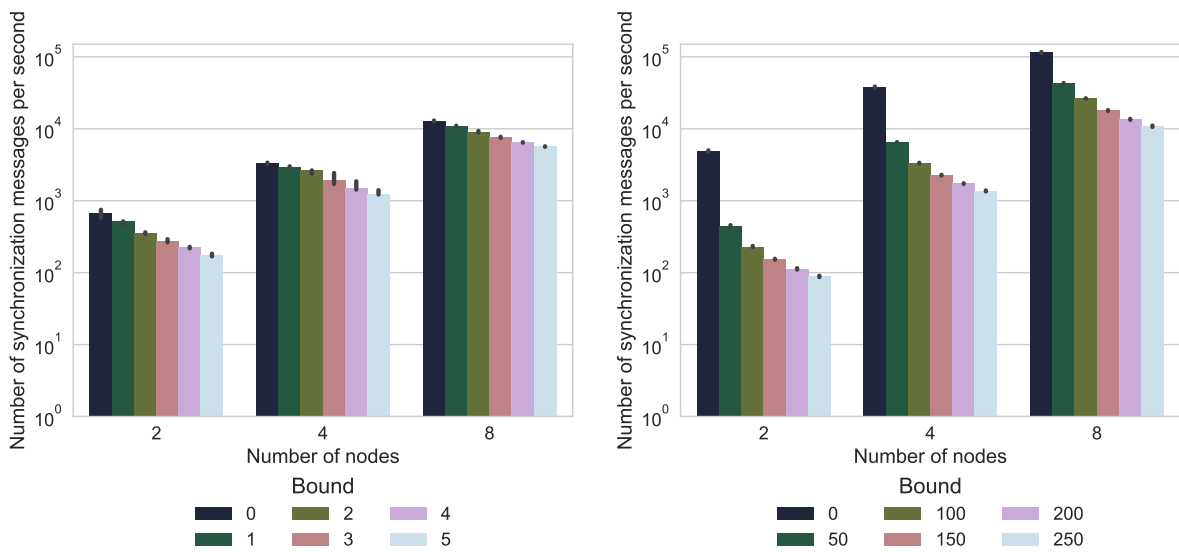 Number of synchronization messages per second
10^5
10^4
10^3
10^2
10^1
10^0
2 4 8
Number of nodes
Bound
0 2 4
1 3 5
Number of synchronization messages per second
10^5
10^4
10^3
10^2
10^1
10^0
2 4 8
Number of nodes
Bound
0 100 200
50 150 250